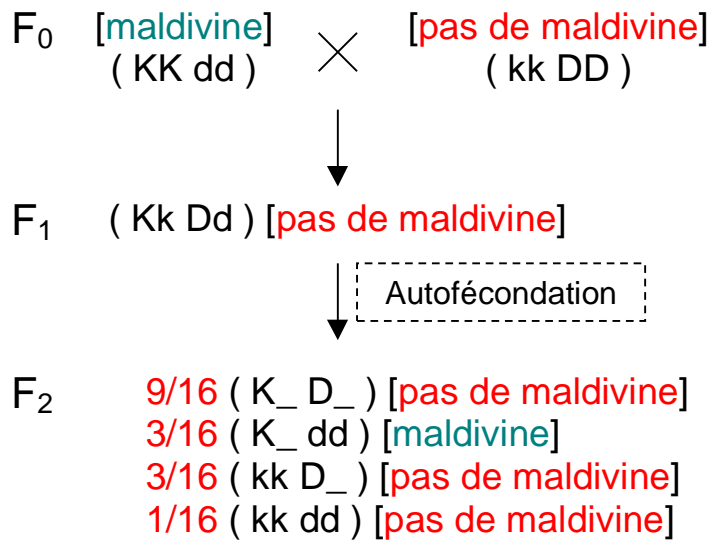 F0 [maldivine] [pas de maldivine]
( KK dd ) ( kk DD )
F1 ( Kk Dd ) [pas de maldivine]
Autofécondation
F2 9/16 ( K_ D_ ) [pas de maldivine]
3/16 ( K_ dd ) [maldivine]
3/16 ( kk D_ ) [pas de maldivine]
1/16 ( kk dd ) [pas de maldivine]